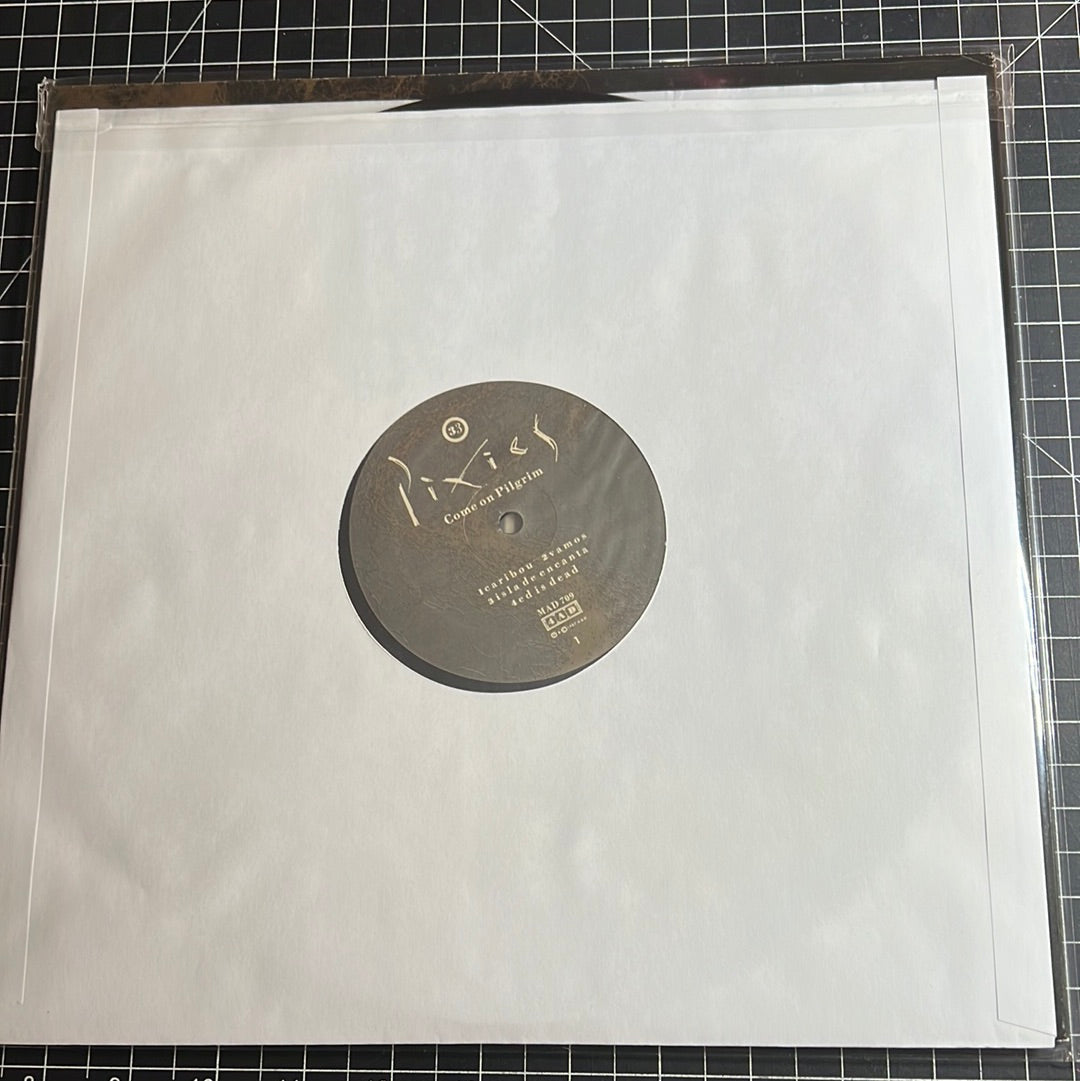 33
Pixies
Come on Pilgrim
1 caribou 2 vamos
3 isla de encanta
4 ed is dead
MAD 709
4AD
1